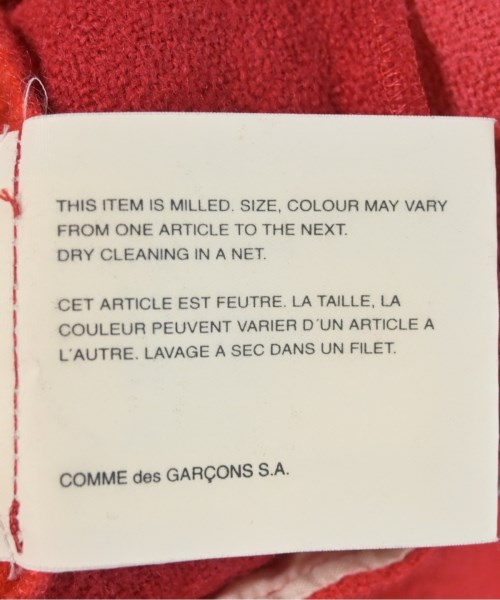 THIS ITEM IS MILLED. SIZE, COLOUR MAY VARY
FROM ONE ARTICLE TO THE NEXT.
DRY CLEANING IN A NET.
CET ARTICLE EST FEUTRE. LA TAILLE, LA
COULEUR PEUVENT VARIER D'UN ARTICLE A
L'AUTRE. LAVAGE A SEC DANS UN FILET.
COMME des GARÇONS S.A.